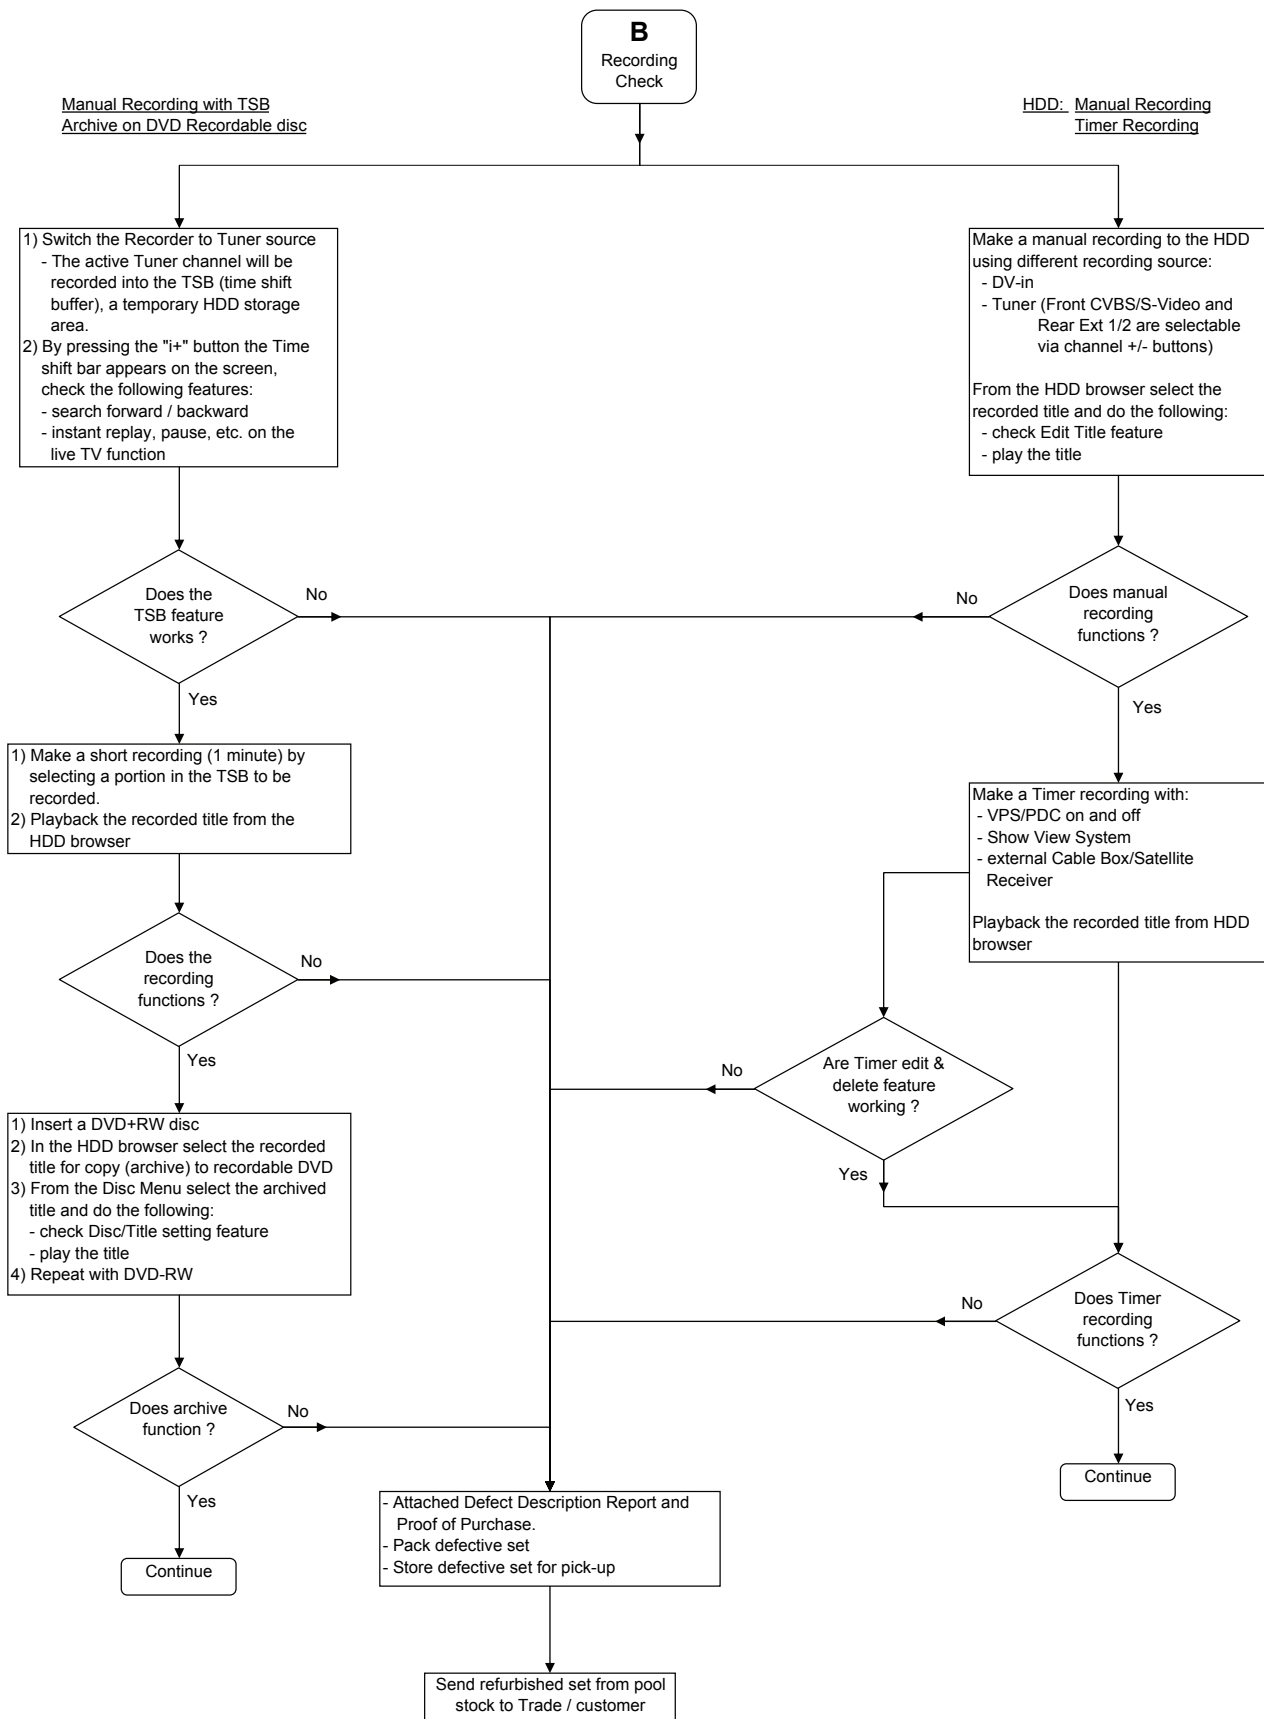 B
Recording
Check
Manual Recording with TSB
Archive on DVD Recordable disc
HDD: Manual Recording
Timer Recording
1) Switch the Recorder to Tuner source
- The active Tuner channel will be
recorded into the TSB (time shift
buffer), a temporary HDD storage
area.
2) By pressing the "i+" button the Time
shift bar appears on the screen,
check the following features:
- search forward / backward
- instant replay, pause, etc. on the
live TV function
Make a manual recording to the HDD
using different recording source:
- DV-in
- Tuner (Front CVBS/S-Video and
Rear Ext 1/2 are selectable
via channel +/- buttons)
From the HDD browser select the
recorded title and do the following:
- check Edit Title feature
- play the title
Does the
TSB feature
works ?
No
Yes
Does manual
recording
functions ?
No
Yes
1) Make a short recording (1 minute) by
selecting a portion in the TSB to be
recorded.
2) Playback the recorded title from the
HDD browser
Make a Timer recording with:
- VPS/PDC on and off
- Show View System
- external Cable Box/Satellite
Receiver
Playback the recorded title from HDD
browser
Does the
recording
functions ?
No
Yes
Are Timer edit &
delete feature
working ?
No
Yes
1) Insert a DVD+RW disc
2) In the HDD browser select the recorded
title for copy (archive) to recordable DVD
3) From the Disc Menu select the archived
title and do the following:
- check Disc/Title setting feature
- play the title
4) Repeat with DVD-RW
Does Timer
recording
functions ?
No
Yes
Does archive
function ?
No
Yes
Continue
Continue
- Attached Defect Description Report and
Proof of Purchase.
- Pack defective set
- Store defective set for pick-up
Send refurbished set from pool
stock to Trade / customer